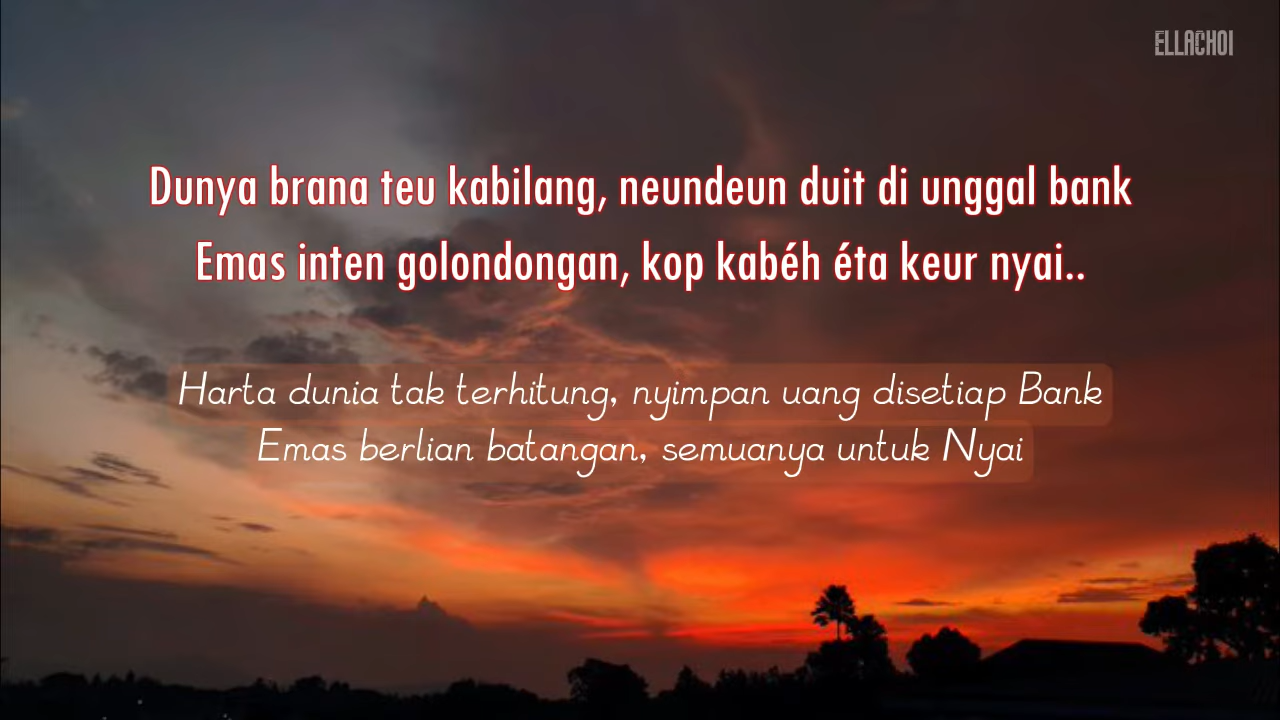 ELLACHOI
Dunya brana teu kabilang, neundeun duit di unggal bank
Emas inten golondongan, kop kabéh éta keur nyai..
Harta dunia tak terhitung, nyimpan uang disetiap Bank
Emas berlian batangan, semuanya untuk Nyai